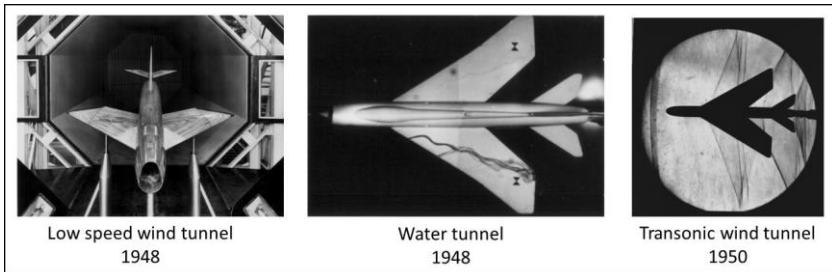 Low speed wind tunnel
1948
Water tunnel
1948
Transonic wind tunnel
1950